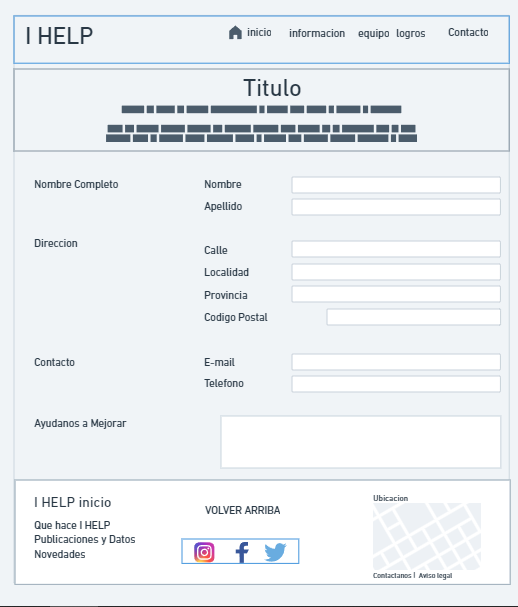 I HELP
inicio informacion equipo logros Contacto
Titulo
Nombre Completo
Nombre
Apellido
Direccion
Calle
Localidad
Provincia
Codigo Postal
Contacto
E-mail
Telefono
Ayudanos a Mejorar
I HELP inicio
Que hace I HELP
Publicaciones y Datos
Novedades
VOLVER ARRIBA
Ubicacion
Contactanos | Aviso legal